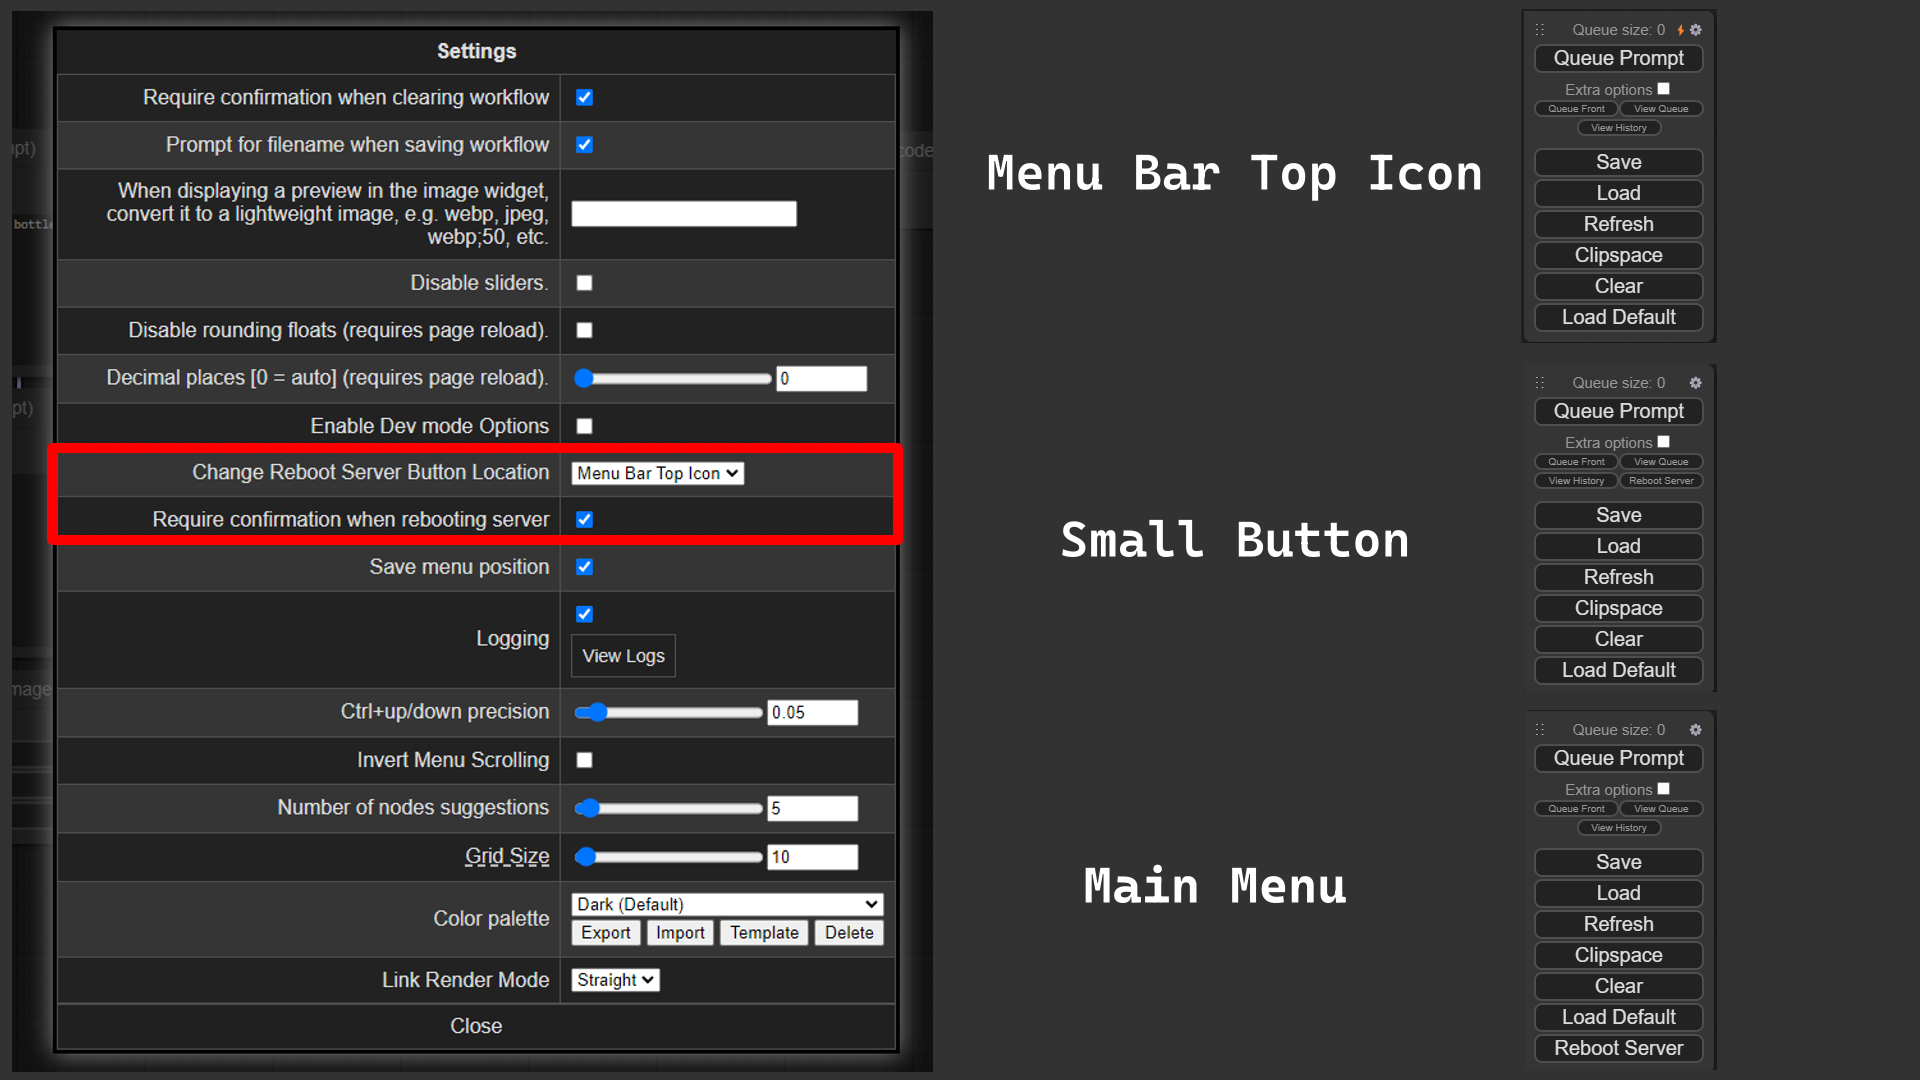 Settings
Require confirmation when clearing workflow
Prompt for filename when saving workflow
When displaying a preview in the image widget,
convert it to a lightweight image, e.g. webp, jpeg,
webp;50, etc.
Disable sliders.
Disable rounding floats (requires page reload).
Decimal places [0 = auto] (requires page reload).
0
Enable Dev mode Options
Change Reboot Server Button Location
Menu Bar Top Icon
Require confirmation when rebooting server
Save menu position
Logging
View Logs
Ctrl+up/down precision
0.05
Invert Menu Scrolling
Number of nodes suggestions
5
Grid Size
10
Color palette
Dark (Default)
Export Import Template Delete
Link Render Mode
Straight
Close
pt)
bottle
pt)
mage
code
Menu Bar Top Icon
Queue size: 0
Queue Prompt
Extra options
Queue Front View Queue
View History
Save
Load
Refresh
Clipspace
Clear
Load Default
Small Button
Queue size: 0
Queue Prompt
Extra options
Queue Front View Queue
View History Reboot Server
Save
Load
Refresh
Clipspace
Clear
Load Default
Main Menu
Queue size: 0
Queue Prompt
Extra options
Queue Front View Queue
View History
Save
Load
Refresh
Clipspace
Clear
Load Default
Reboot Server